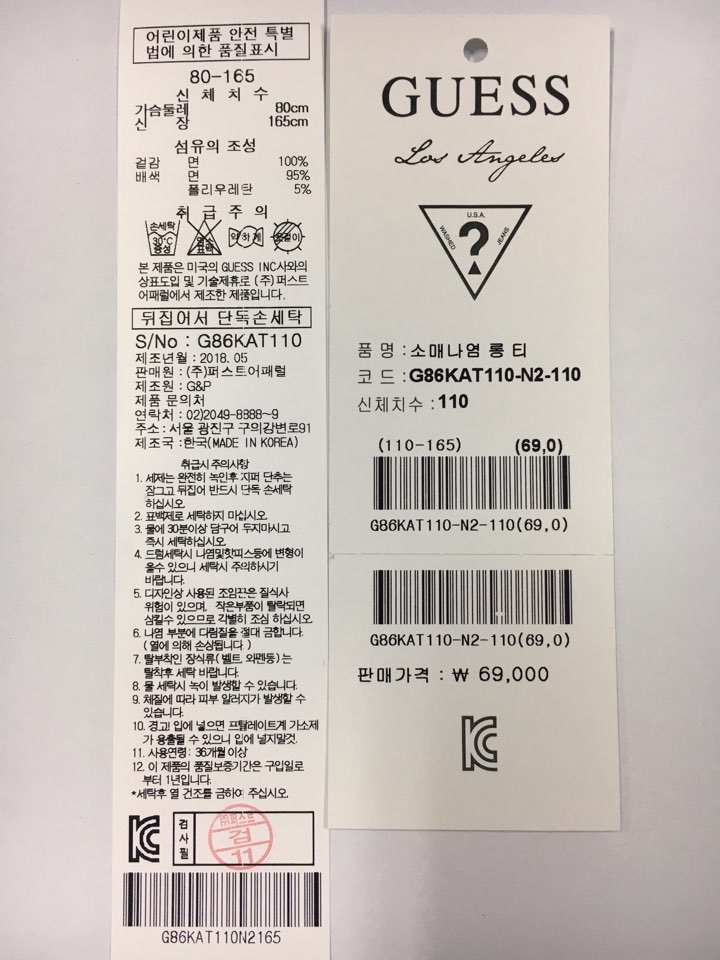 어린이제품 안전 특별
법에 의한 품질표시
80-165
신 체 치 수
가슴둘레 80cm
신 장 165cm
섬유의 조성
겉감 면 100%
배색 면 95%
폴리우레탄 5%
취 급 주 의
손세탁
30℃
중성
염소
표백
약하게
옷걸이
본 제품은 미국의 GUESS INC사와의
상표도입 및 기술제휴로 (주)퍼스트
어패럴에서 제조한 제품입니다.
뒤집어서 단독손세탁
S/No : G86KAT110
제조년월 : 2018. 05
판매원 : (주)퍼스트어패럴
제조원 : G&P
제품 문의처
연락처 : 02)2049-8888~9
주소 : 서울 광진구 구의강변로91
제조국 :한국(MADE IN KOREA)
취급시 주의사항
1. 세제는 완전히 녹인후 지퍼 단추는
잠그고 뒤집어 반드시 단독 손세탁
하십시오.
2. 표백제로 세탁하지 마십시오.
3. 물에 30분이상 담구어 두지마시고
즉시 세탁하십시오.
4. 드럼세탁시 나염및핫피스등에 변형이
올수 있으니 세탁시 주의하시기
바랍니다.
5. 디자인상 사용된 조임끈은 질식사
위험이 있으며, 작은부품이 탈락되면
삼킬수 있으므로 각별히 조심 하십시오.
6. 나염 부분에 다림질을 절대 금합니다.
( 열에 의해 손상됩니다 )
7. 탈부착인 장식류( 벨트, 와펜등) 는
탈착후 세탁 바랍니다.
8. 물 세탁시 녹이 발생할 수 있습니다.
9. 체질에 따라 피부 알러지가 발생할 수
있습니다.
10. 경고! 입에 넣으면 프탈레이트계 가소제
가 용출될 수 있으니 입에 넣지말것.
11. 사용연령: 36개월 이상
12. 이 제품의 품질보증기간은 구입일로
부터 1년입니다.
*세탁후 열 건조를 금하여 주십시오.
KC
검사필
㈜퍼스트
검
11
G86KAT110N2165
GUESS
Los Angeles
U.S.A.
WASHED
?
JEANS
품 명 : 소매나염 롱 티
코 드 : G86KAT110-N2-110
신체치수 : 110
(110-165) (69,0)
G86KAT110-N2-110(69,0)
G86KAT110-N2-110(69,0)
판매가격 : ₩ 69,000
KC